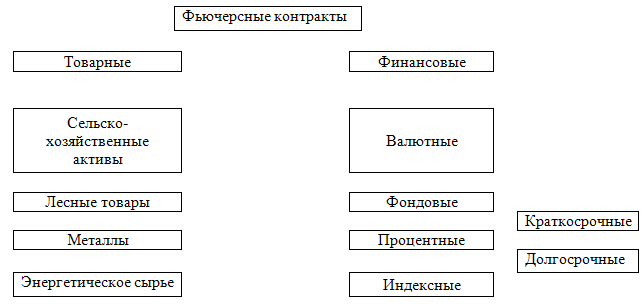 Фьючерсные контракты
Товарные
Финансовые
Сельско-
хозяйственные
активы
Валютные
Лесные товары
Фондовые
Краткосрочные
Металлы
Процентные
Долгосрочные
Энергетическое сырье
Индексные